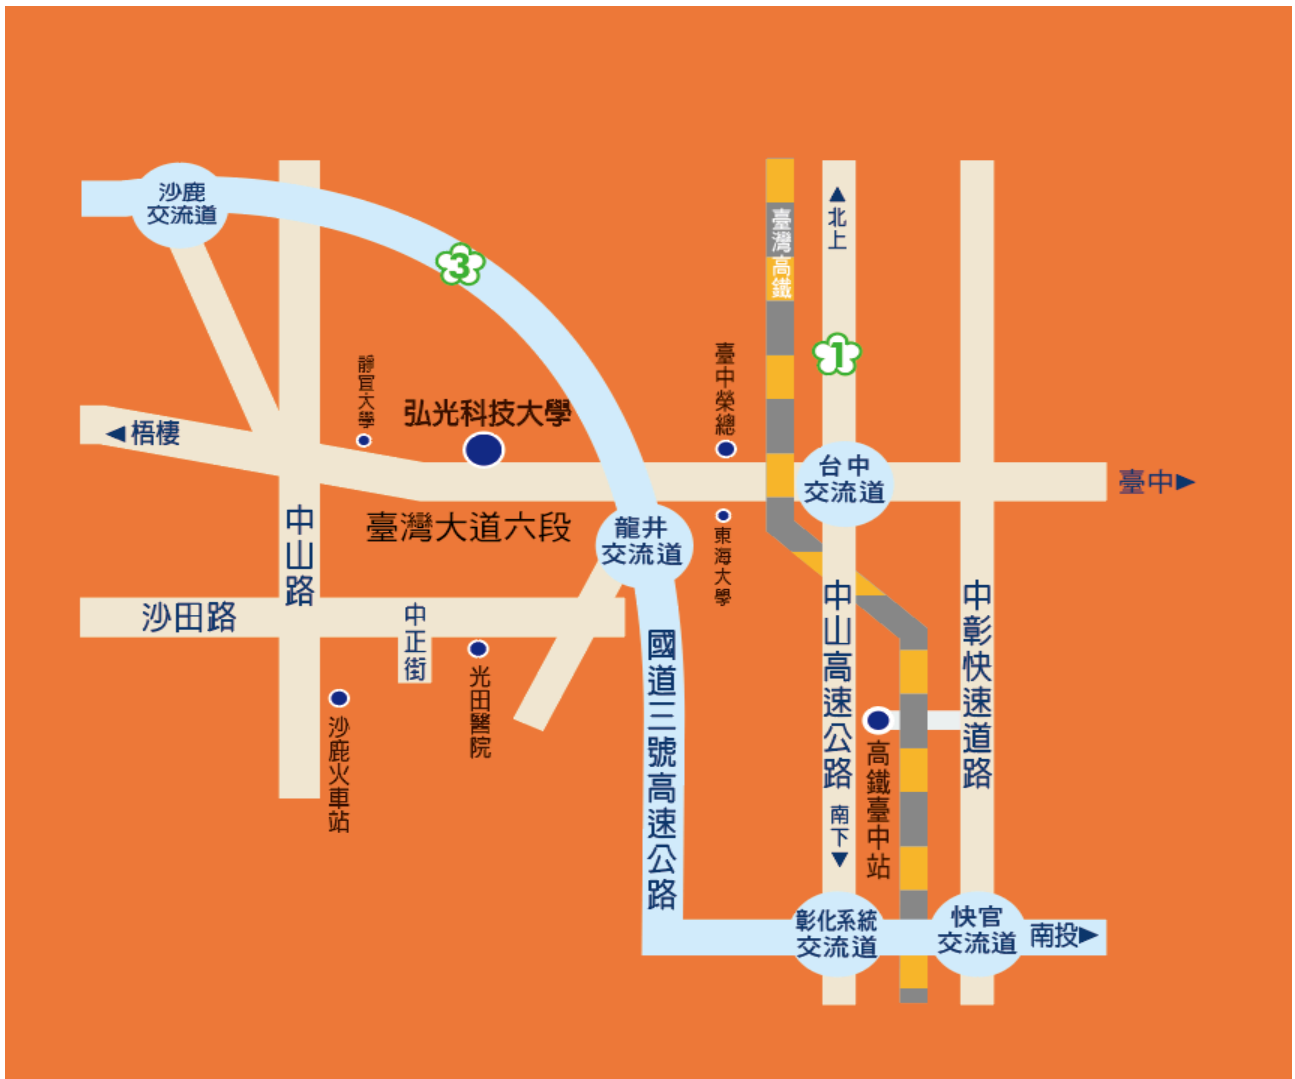 沙鹿
交流道
3
臺灣高鐵
▲北上
1
靜宜大學
弘光科技大學
臺中榮總
◀梧棲
台中
交流道
臺中▶
中山路
臺灣大道六段
龍井
交流道
東海大學
沙田路
中正街
光田醫院
沙鹿火車站
國道三號高速公路
中山高速公路
南下▼
中彰快速道路
高鐵臺中站
彰化系統
交流道
快官
交流道
南投▶